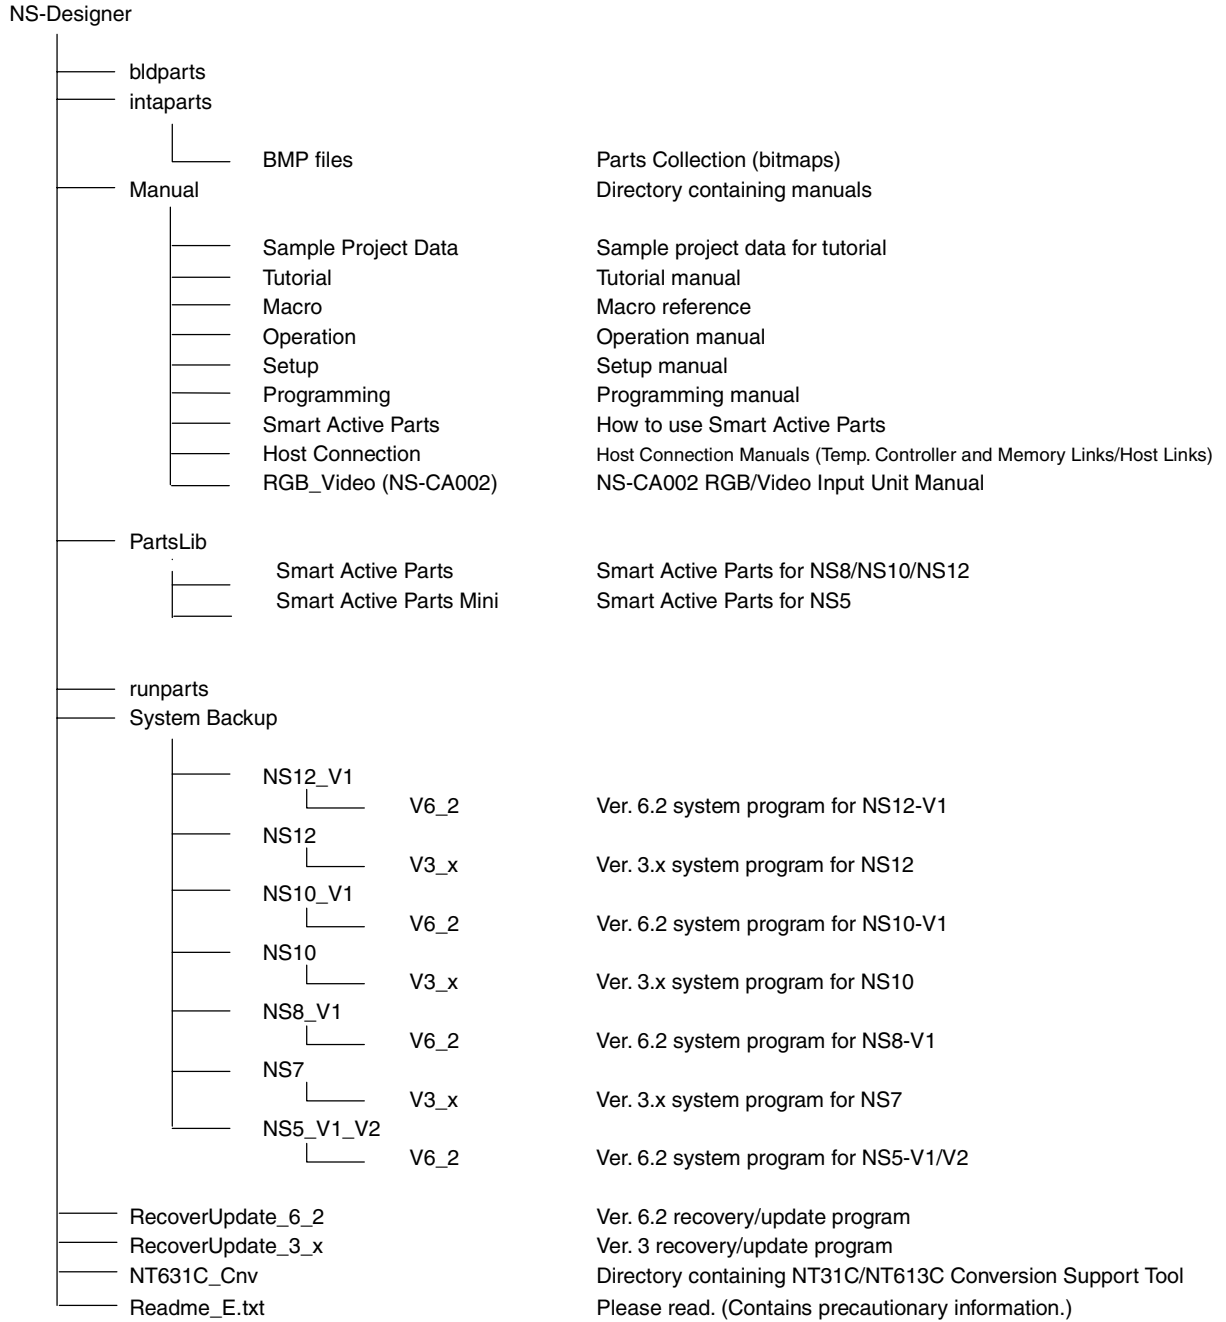 NS-Designer
bldparts
intaparts
BMP files Parts Collection (bitmaps)
Manual Directory containing manuals
Sample Project Data Sample project data for tutorial
Tutorial Tutorial manual
Macro Macro reference
Operation Operation manual
Setup Setup manual
Programming Programming manual
Smart Active Parts How to use Smart Active Parts
Host Connection Host Connection Manuals (Temp. Controller and Memory Links/Host Links)
RGB_Video (NS-CA002) NS-CA002 RGB/Video Input Unit Manual
PartsLib
Smart Active Parts Smart Active Parts for NS8/NS10/NS12
Smart Active Parts Mini Smart Active Parts for NS5
runparts
System Backup
NS12_V1
V6_2 Ver. 6.2 system program for NS12-V1
NS12
V3_x Ver. 3.x system program for NS12
NS10_V1
V6_2 Ver. 6.2 system program for NS10-V1
NS10
V3_x Ver. 3.x system program for NS10
NS8_V1
V6_2 Ver. 6.2 system program for NS8-V1
NS7
V3_x Ver. 3.x system program for NS7
NS5_V1_V2
V6_2 Ver. 6.2 system program for NS5-V1/V2
RecoverUpdate_6_2 Ver. 6.2 recovery/update program
RecoverUpdate_3_x Ver. 3 recovery/update program
NT631C_Cnv Directory containing NT31C/NT613C Conversion Support Tool
Readme_E.txt Please read. (Contains precautionary information.)